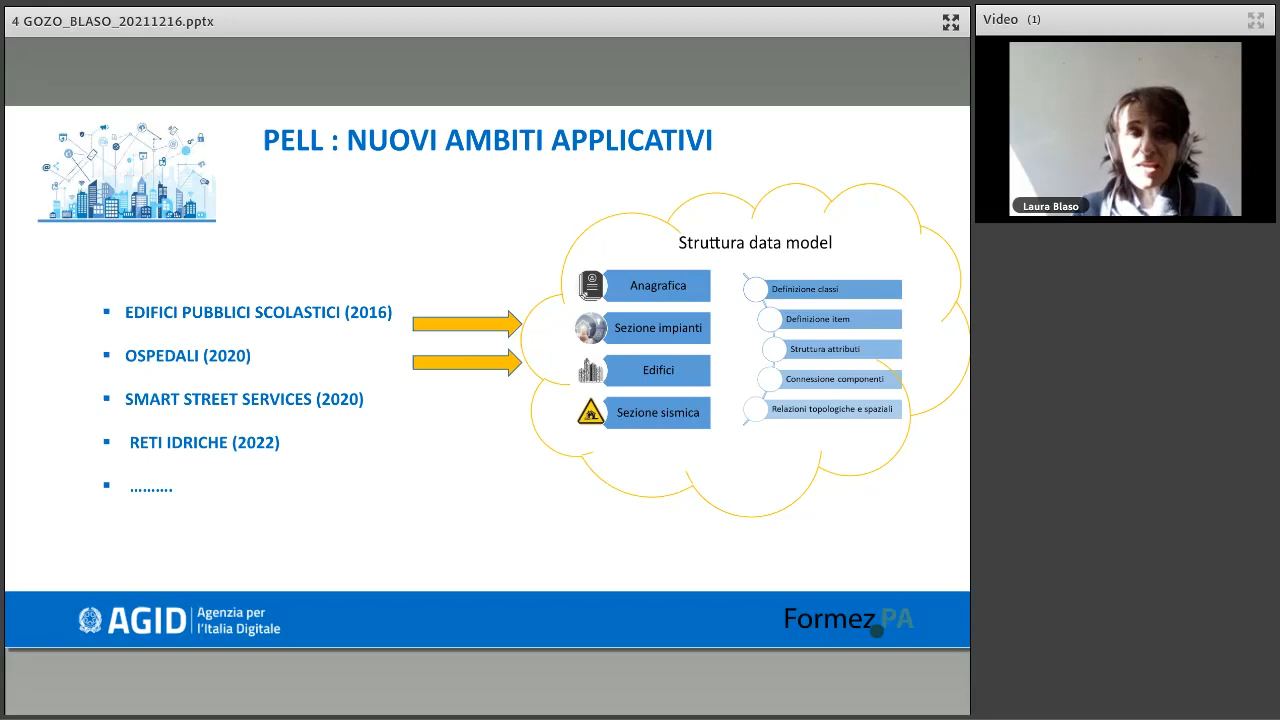 4 GOZO_BLASO_20211216.pptx
Video (1)
Laura Blaso
PELL : NUOVI AMBITI APPLICATIVI
▪ EDIFICI PUBBLICI SCOLASTICI (2016)
▪ OSPEDALI (2020)
▪ SMART STREET SERVICES (2020)
▪ RETI IDRICHE (2022)
▪ ……….
Struttura data model
Anagrafica
Sezione impianti
Edifici
Sezione sismica
Definizione classi
Definizione item
Struttura attributi
Connessione componenti
Relazioni topologiche e spaziali
AGID
Agenzia per
l'Italia Digitale
Formez PA